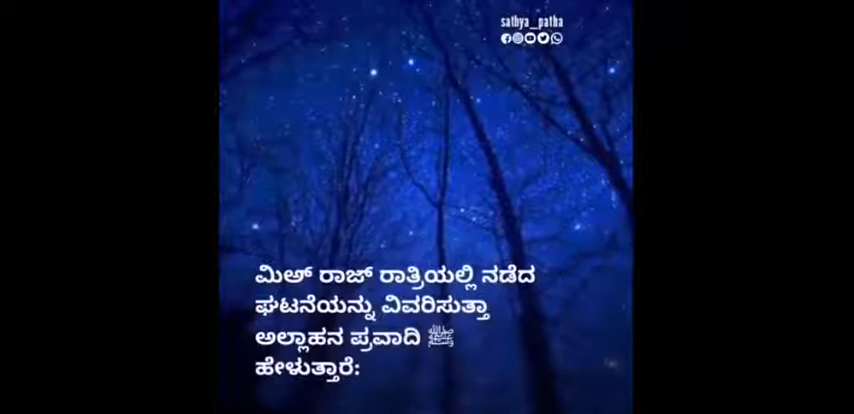 sathya_patha
ಮಿಅ್ ರಾಜ್ ರಾತ್ರಿಯಲ್ಲಿ ನಡೆದ
ಘಟನೆಯನ್ನು ವಿವರಿಸುತ್ತಾ
ಅಲ್ಲಾಹನ ಪ್ರವಾದಿ ﷺ
ಹೇಳುತ್ತಾರೆ: